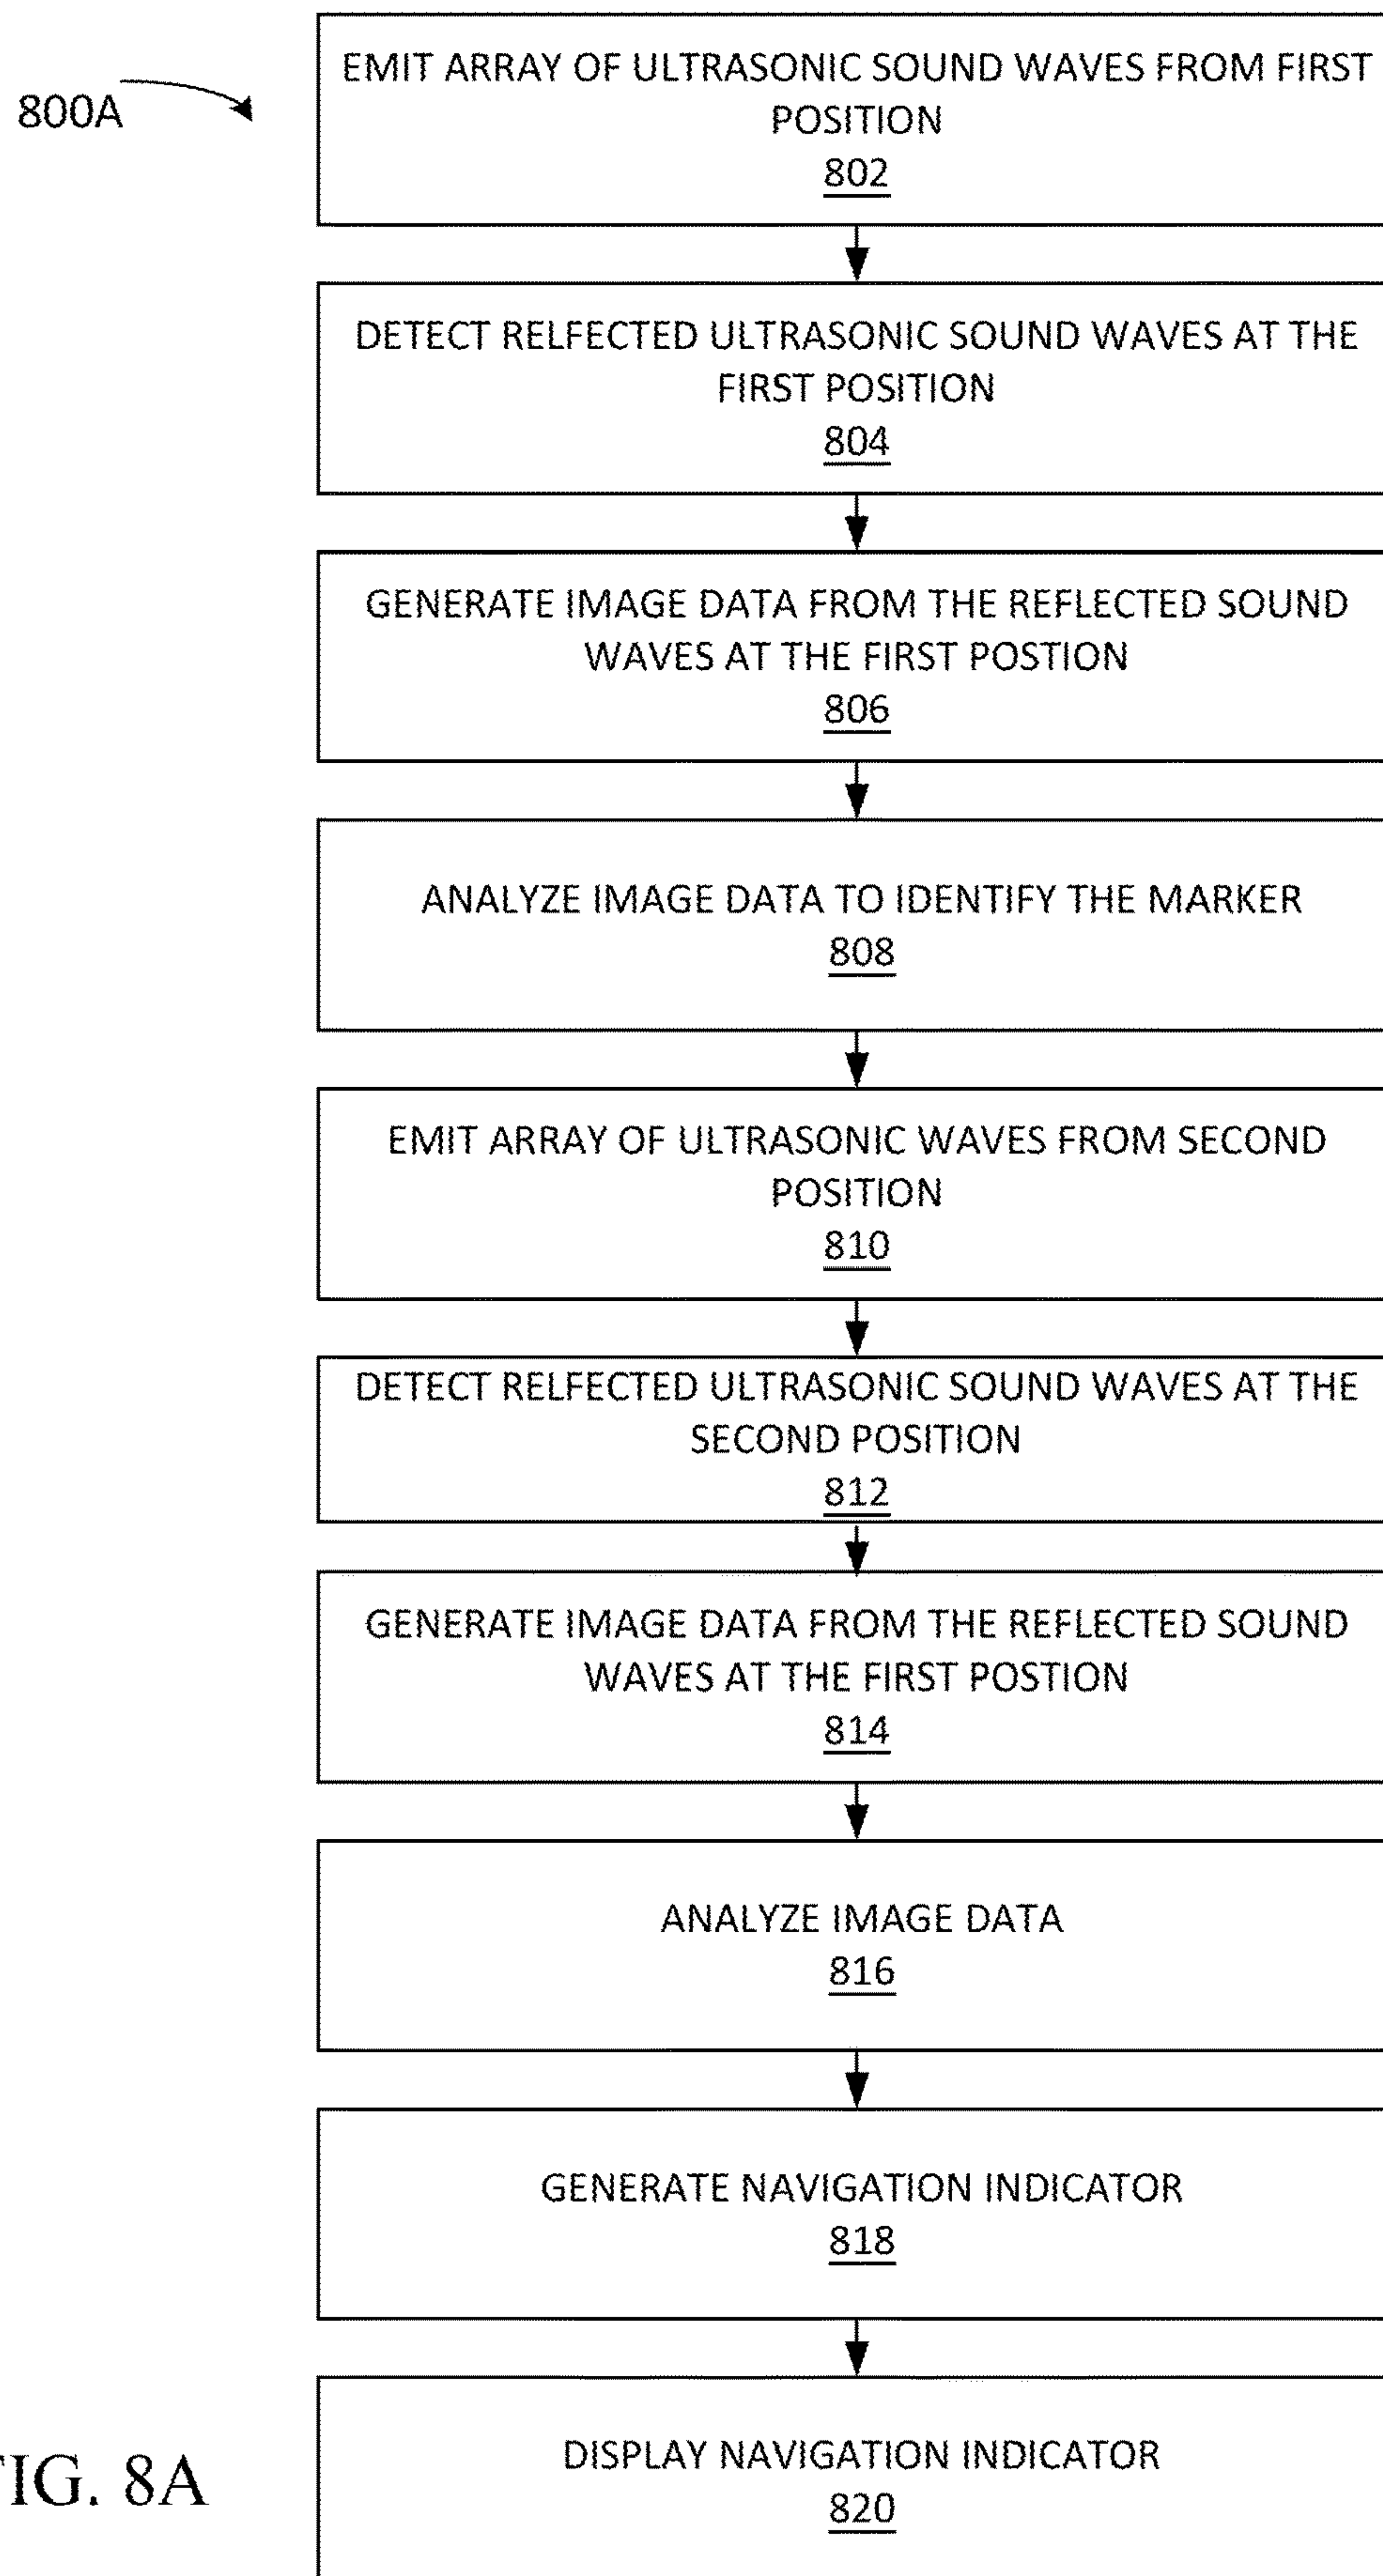 800A
EMIT ARRAY OF ULTRASONIC SOUND WAVES FROM FIRST
POSITION
802
DETECT RELFECTED ULTRASONIC SOUND WAVES AT THE
FIRST POSITION
804
GENERATE IMAGE DATA FROM THE REFLECTED SOUND
WAVES AT THE FIRST POSTION
806
ANALYZE IMAGE DATA TO IDENTIFY THE MARKER
808
EMIT ARRAY OF ULTRASONIC WAVES FROM SECOND
POSITION
810
DETECT RELFECTED ULTRASONIC SOUND WAVES AT THE
SECOND POSITION
812
GENERATE IMAGE DATA FROM THE REFLECTED SOUND
WAVES AT THE FIRST POSTION
814
ANALYZE IMAGE DATA
816
GENERATE NAVIGATION INDICATOR
818
DISPLAY NAVIGATION INDICATOR
820
FIG. 8A